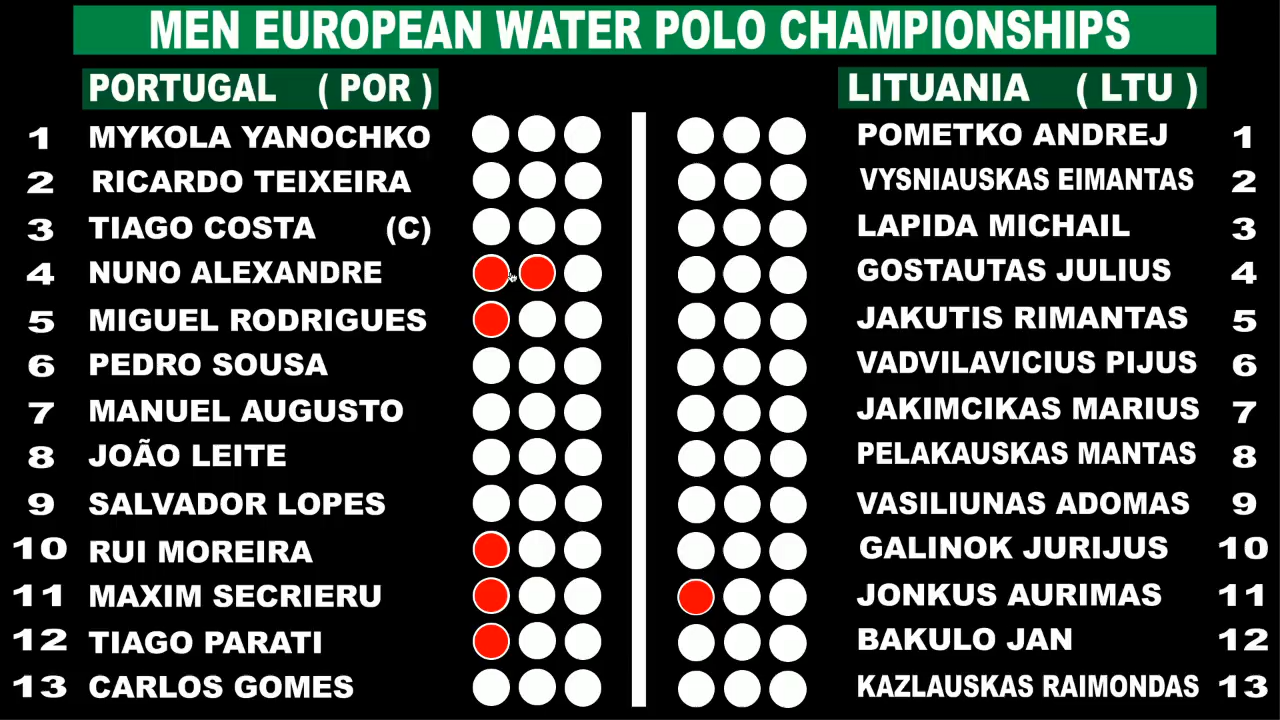 MEN EUROPEAN WATER POLO CHAMPIONSHIPS
PORTUGAL ( POR ) LITUANIA ( LTU )
1 MYKOLA YANOCHKO POMETKO ANDREJ 1
2 RICARDO TEIXEIRA VYSNIAUSKAS EIMANTAS 2
3 TIAGO COSTA (C) LAPIDA MICHAIL 3
4 NUNO ALEXANDRE GOSTAUTAS JULIUS 4
5 MIGUEL RODRIGUES JAKUTIS RIMANTAS 5
6 PEDRO SOUSA VADVILAVICIUS PIJUS 6
7 MANUEL AUGUSTO JAKIMCIKAS MARIUS 7
8 JOÃO LEITE PELAKAUSKAS MANTAS 8
9 SALVADOR LOPES VASILIUNAS ADOMAS 9
10 RUI MOREIRA GALINOK JURIJUS 10
11 MAXIM SECRIERU JONKUS AURIMAS 11
12 TIAGO PARATI BAKULO JAN 12
13 CARLOS GOMES KAZLAUSKAS RAIMONDAS 13